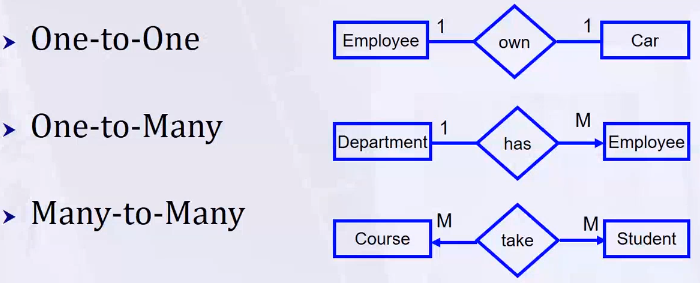 One-to-One
Employee 1 own 1 Car
One-to-Many
Department 1 has M Employee
Many-to-Many
Course M take M Student